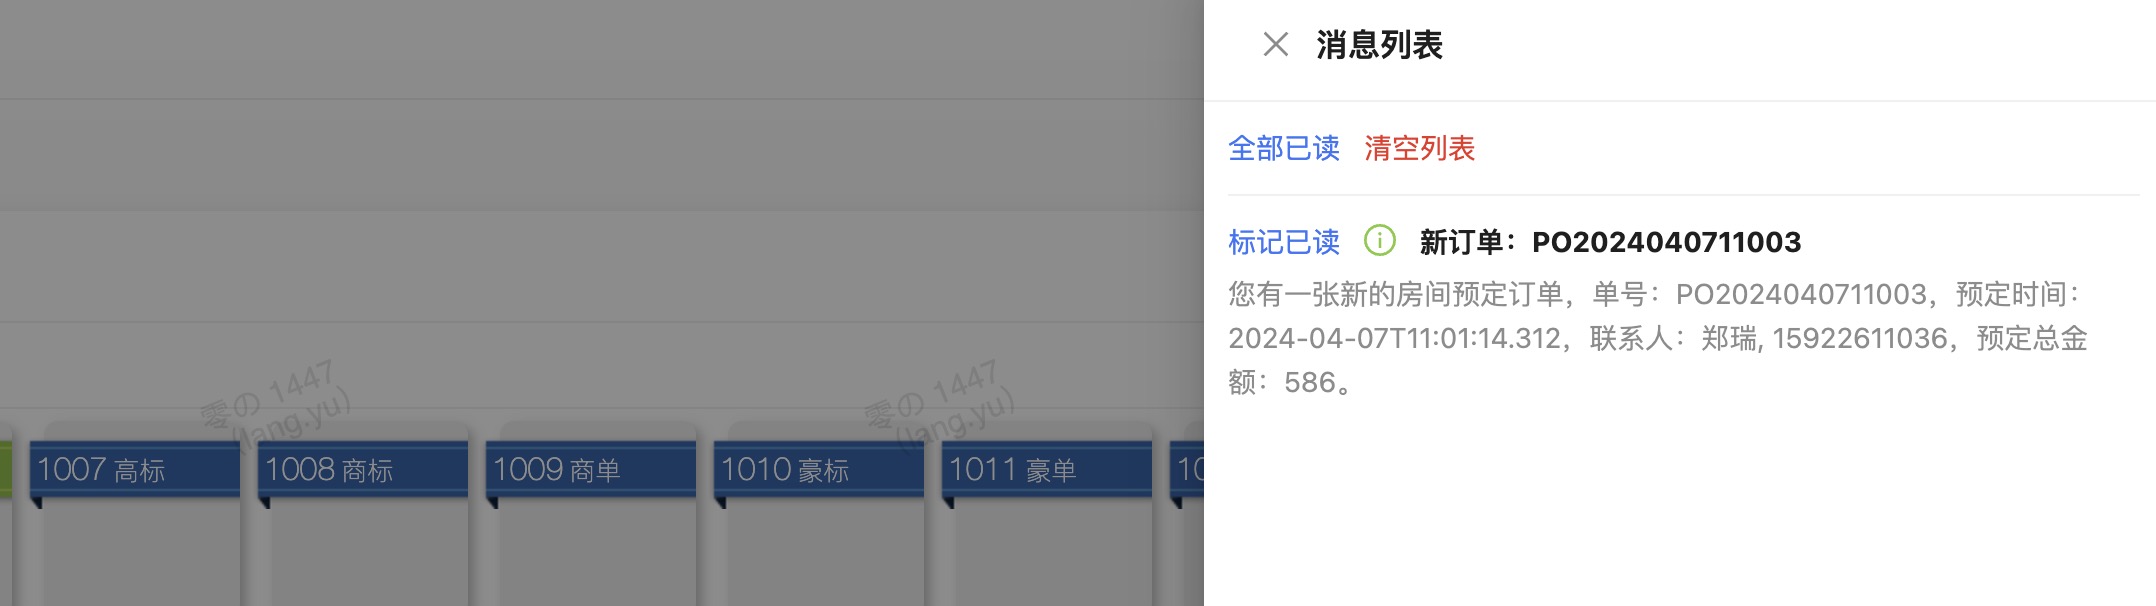 消息列表
全部已读 清空列表
标记已读 新订单：PO2024040711003
您有一张新的房间预定订单，单号：PO2024040711003，预定时间：
2024-04-07T11:01:14.312，联系人：郑瑞, 15922611036，预定总金
额：586。
零の 1447
(lang.yu)
零の 1447
(lang.yu)
1007 高标
1008 商标
1009 商单
1010 豪标
1011 豪单
10